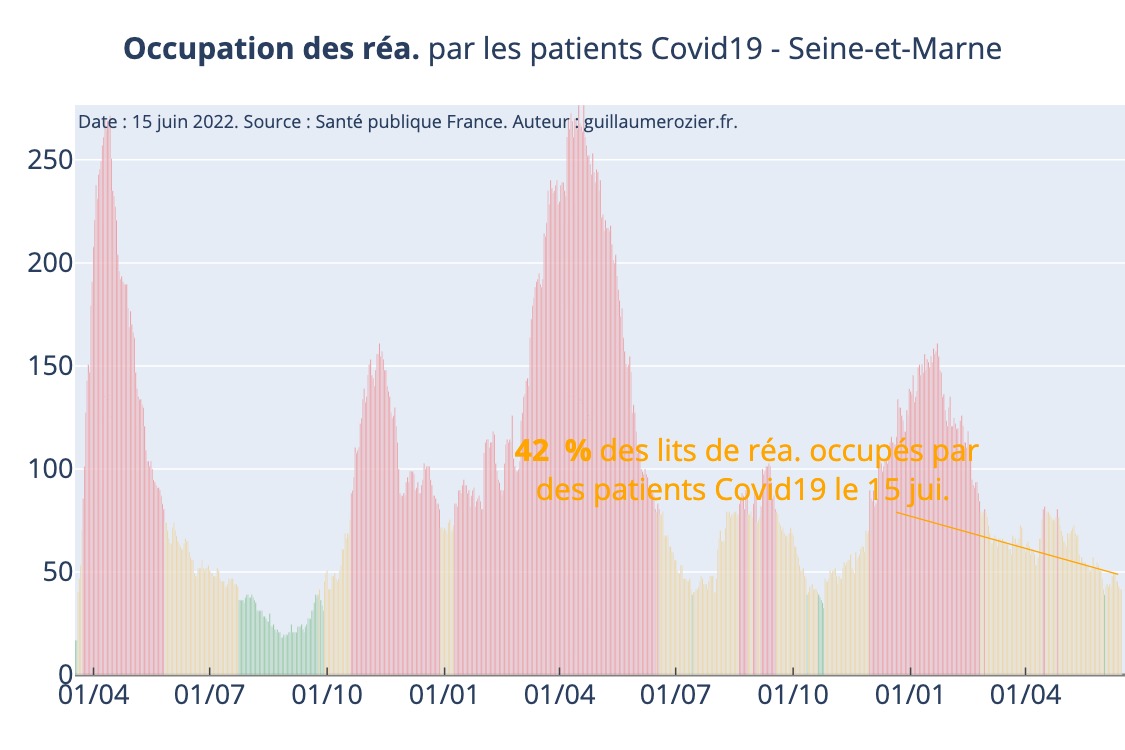 Occupation des réa. par les patients Covid19 - Seine-et-Marne
Date : 15 juin 2022. Source : Santé publique France. Auteur : guillaumerozier.fr.
250
200
150
100
50
0
42 % des lits de réa. occupés par
des patients Covid19 le 15 jui.
01/04 01/07 01/10 01/01 01/04 01/07 01/10 01/01 01/04